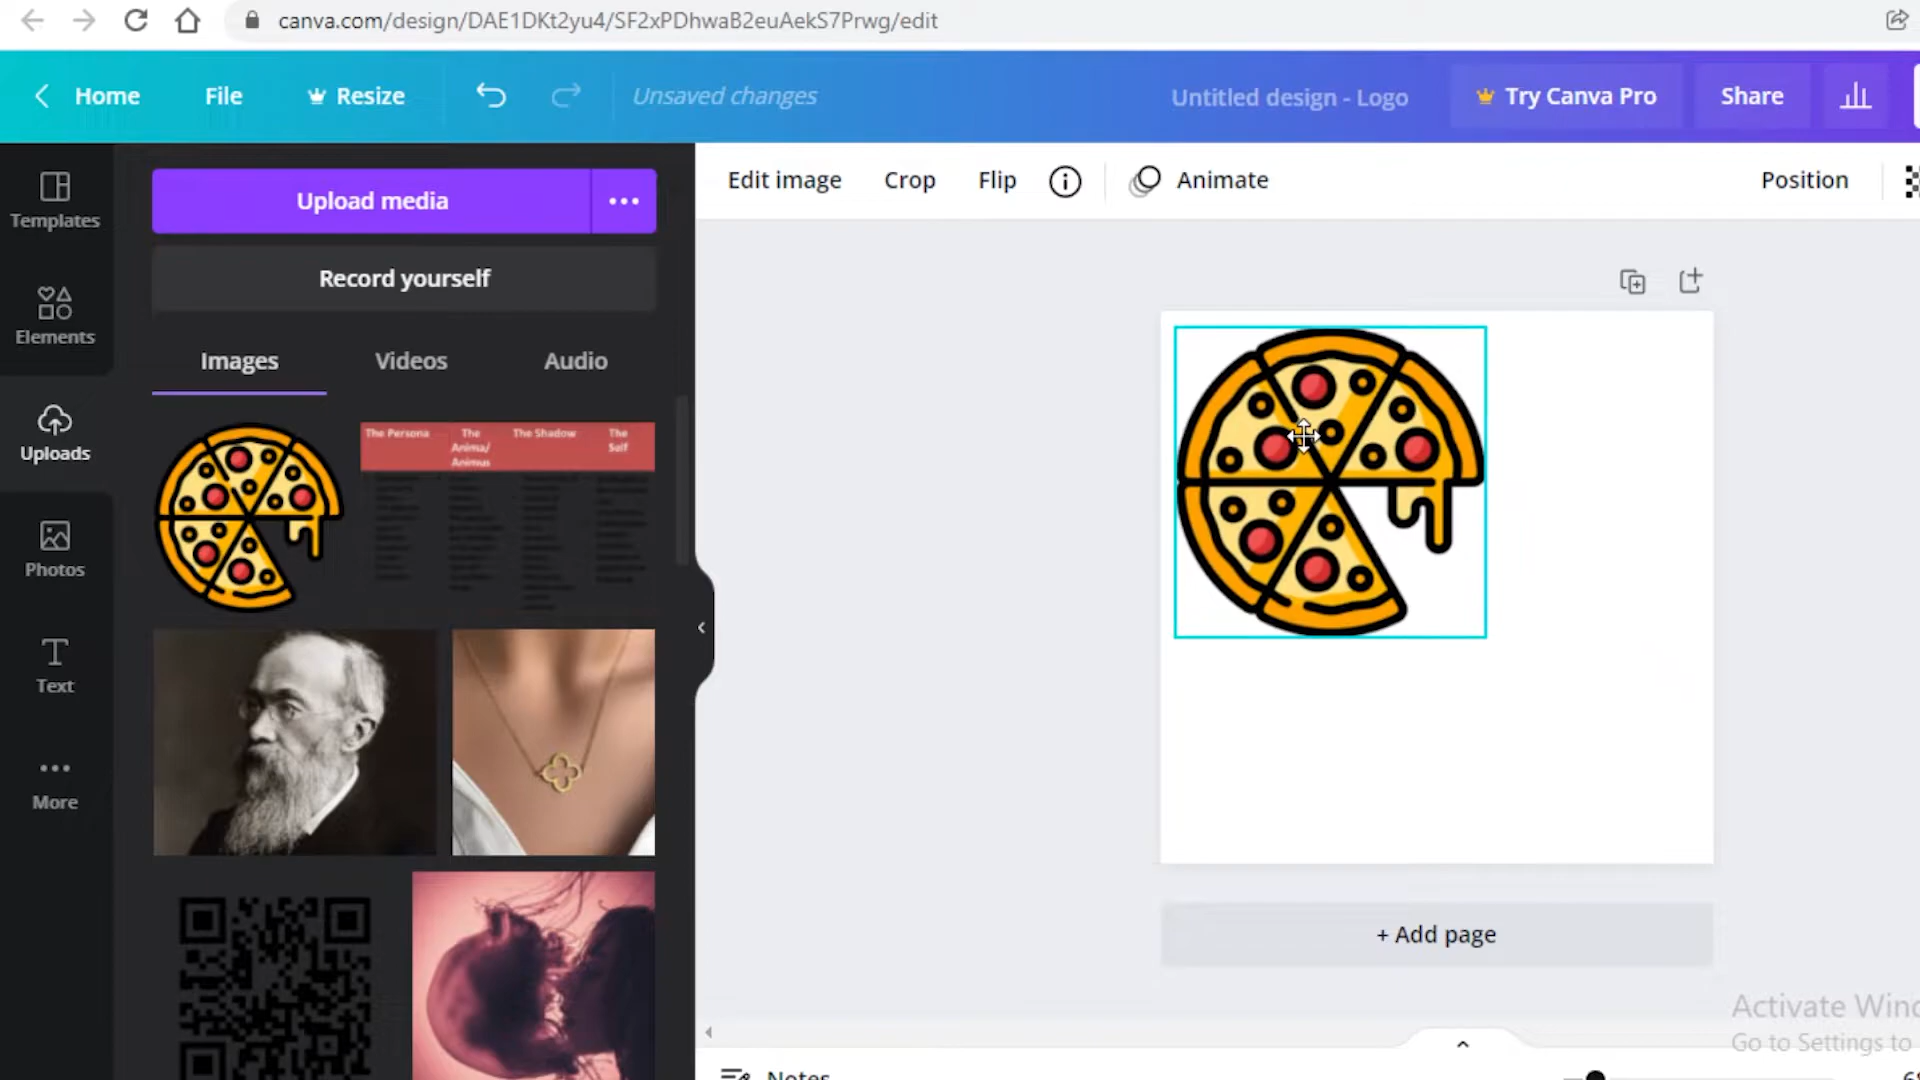 canva.com/design/DAE1DKt2yu4/SF2xPDhwaB2euAekS7Prwg/edit
Home File Resize Unsaved changes Untitled design - Logo Try Canva Pro Share
Templates
Elements
Uploads
Photos
Text
More
Upload media
Record yourself
Images Videos Audio
The Persona The Anima/ Animus The Shadow The Self
Edit image Crop Flip Animate Position
+ Add page
Activate Wind
Go to Settings to
Notes